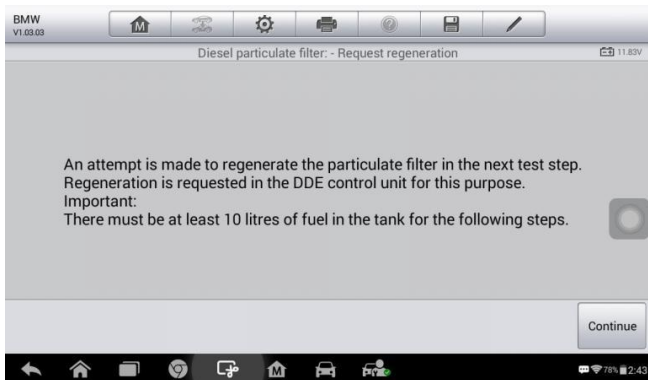 BMW
V1.03.03
Diesel particulate filter: - Request regeneration
11.83V
An attempt is made to regenerate the particulate filter in the next test step.
Regeneration is requested in the DDE control unit for this purpose.
Important:
There must be at least 10 litres of fuel in the tank for the following steps.
Continue
78% 2:43